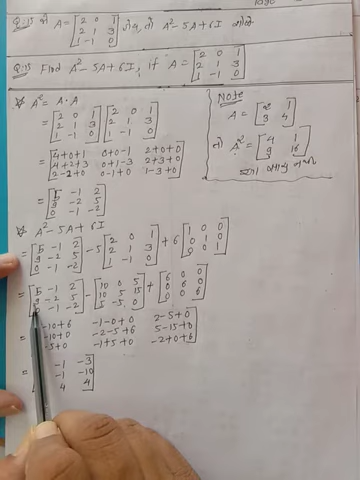 Q:15 જો A = [2 0 1; 2 1 3; 1 -1 0] હોય, તો A² - 5A + 6I શોધો.
Q:15 Find A² - 5A + 6I, if A = [2 0 1; 2 1 3; 1 -1 0]
A² = A · A
= [2 0 1; 2 1 3; 1 -1 0] [2 0 1; 2 1 3; 1 -1 0]
= [4+0+1 0+0-1 2+0+0; 4+2+3 0+1-3 2+3+0; 2-2+0 0-1+0 1-3+0]
= [5 -1 2; 9 -2 5; 0 -1 -2]
A² - 5A + 6I
= [5 -1 2; 9 -2 5; 0 -1 -2] - 5 [2 0 1; 2 1 3; 1 -1 0] + 6 [1 0 0; 0 1 0; 0 0 1]
= [5 -1 2; 9 -2 5; -1 -2] - [10 0 5; 10 5 15; 5 -5 0] + [6 0 0; 0 6 0; 0 0 6]
= -10+6 -1-0+0 2-5+0
-10+0 -2-5+6 5-15+0
-5+0 -1+5+0 -2+0+6
= -1 -3
-1 -10
4 4
Note
A = [2 1; 3 4]
તો A² = [4 1; 9 16]